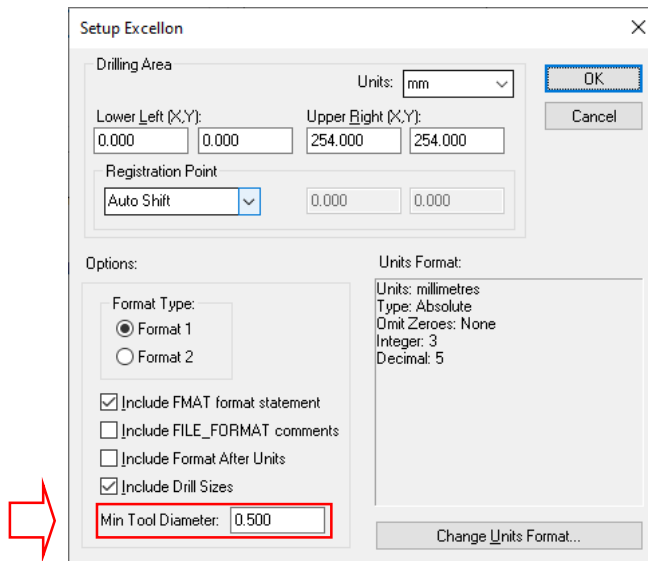 Setup Excellon
Drilling Area
Units: mm
OK
Lower Left (X,Y): Upper Right (X,Y):
Cancel
0.000 0.000 254.000 254.000
Registration Point
Auto Shift 0.000 0.000
Options:
Units Format:
Units: millimetres
Type: Absolute
Omit Zeroes: None
Integer: 3
Decimal: 5
Format Type:
Format 1
Format 2
Include FMAT format statement
Include FILE_FORMAT comments
Include Format After Units
Include Drill Sizes
Min Tool Diameter: 0.500
Change Units Format...